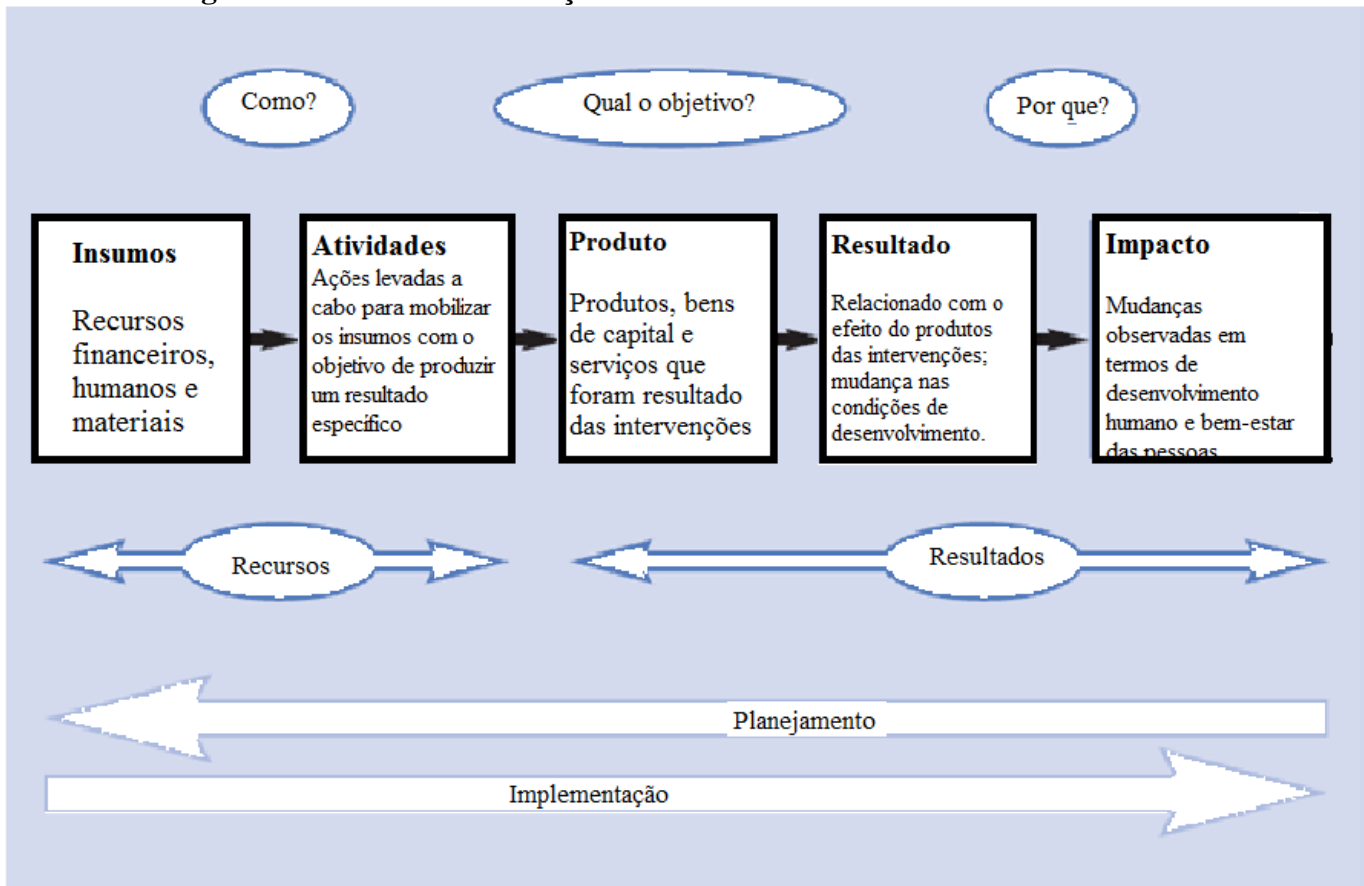 Como?
Qual o objetivo?
Por que?
Insumos
Recursos
financeiros,
humanos e
materiais
Atividades
Ações levadas a
cabo para mobilizar
os insumos com o
objetivo de produzir
um resultado
específico
Produto
Produtos, bens
de capital e
serviços que
foram resultado
das intervenções
Resultado
Relacionado com o
efeito do produtos
das intervenções;
mudança nas
condições de
desenvolvimento.
Impacto
Mudanças
observadas em
termos de
desenvolvimento
humano e bem-estar
das pessoas
Recursos
Resultados
Planejamento
Implementação